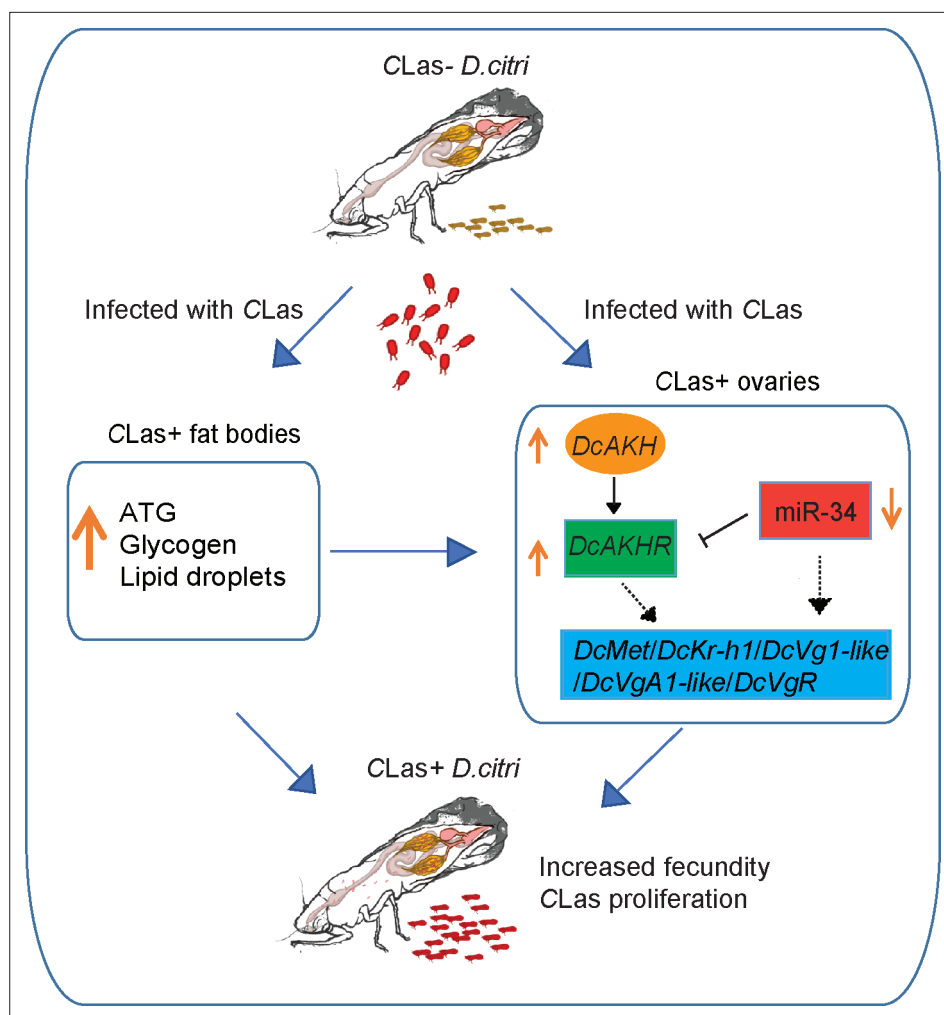 CLas- D.citri
Infected with CLas
Infected with CLas
CLas+ fat bodies
ATG
Glycogen
Lipid droplets
CLas+ ovaries
DcAKH
miR-34
DcAKHR
DcMet/DcKr-h1/DcVg1-like
/DcVgA1-like/DcVgR
CLas+ D.citri
Increased fecundity
CLas proliferation